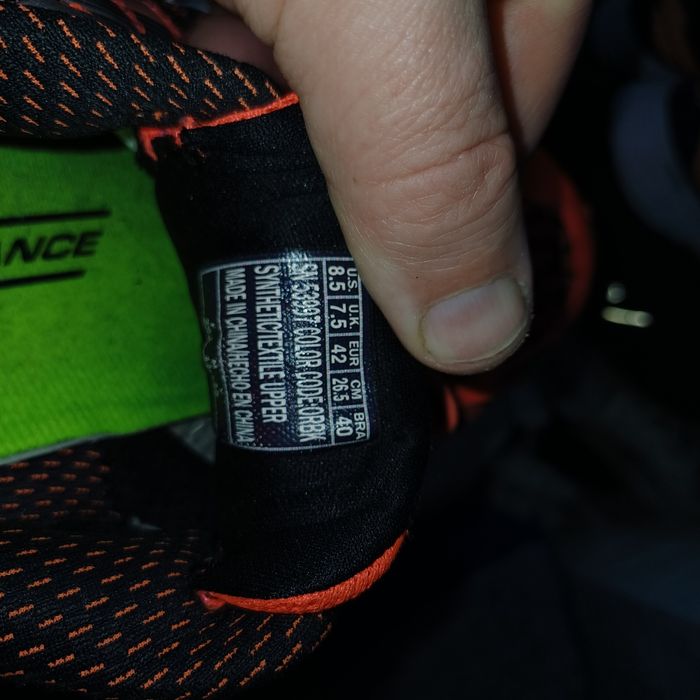 ANCE
U.S. U.K. EUR CM BRA
8.5 7.5 42 26.5 40
SN COLOR CODE:ORBK
SYNTHETIC/TEXTILE UPPER
MADE IN CHINA/HECHO EN CHINA